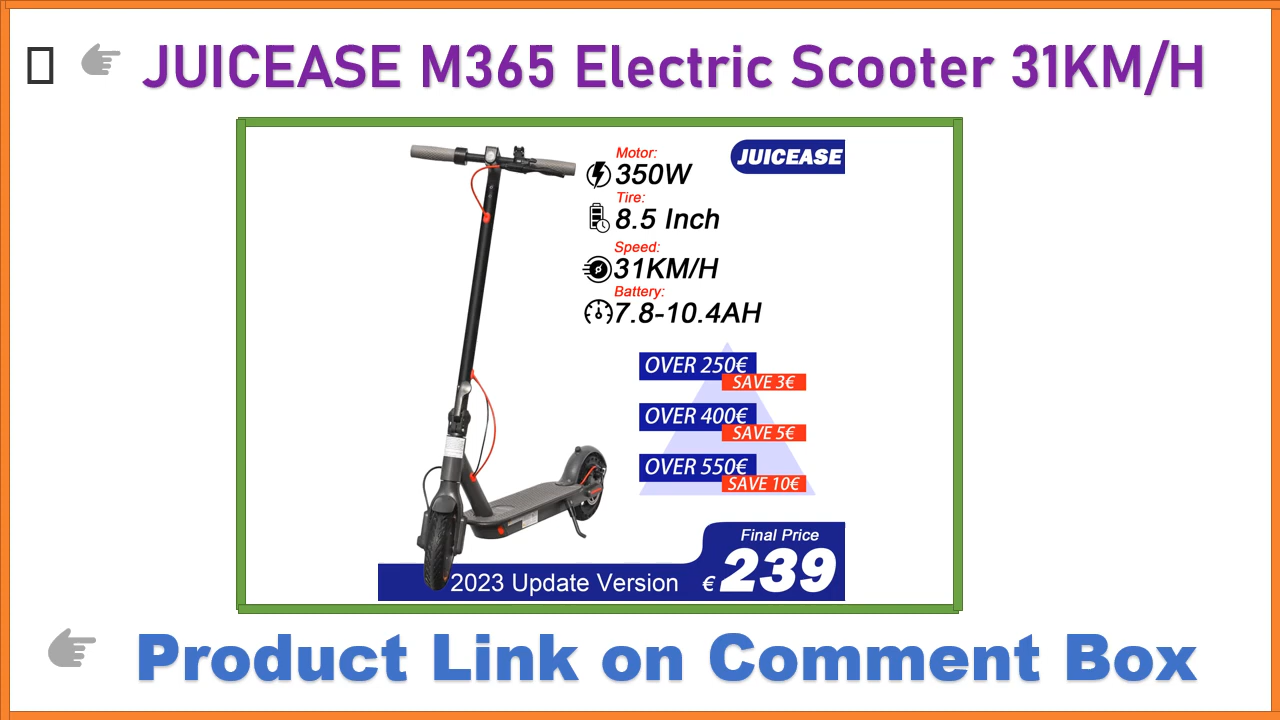 JUICEASE M365 Electric Scooter 31KM/H
JUICEASE
Motor:
350W
Tire:
8.5 Inch
Speed:
31KM/H
Battery:
7.8-10.4AH
OVER 250€
SAVE 3€
OVER 400€
SAVE 5€
OVER 550€
SAVE 10€
Final Price
€ 239
2023 Update Version
Product Link on Comment Box